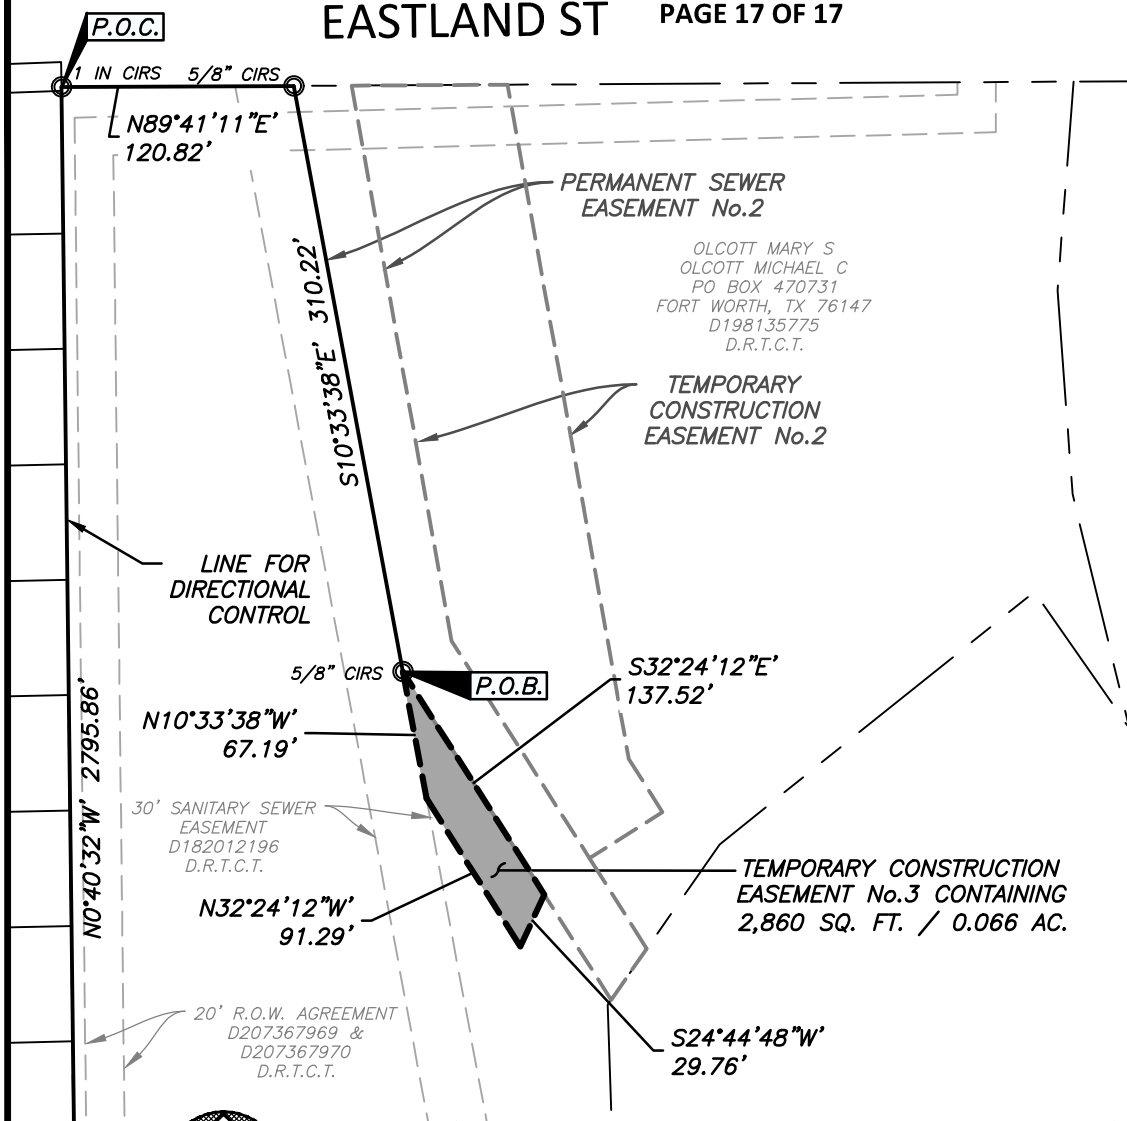 EASTLAND ST
PAGE 17 OF 17
P.O.C.
1 IN CIRS
5/8" CIRS
N89°41'11"E'
120.82'
PERMANENT SEWER
EASEMENT No.2
OLCOTT MARY S
OLCOTT MICHAEL C
PO BOX 470731
FORT WORTH, TX 76147
D198135775
D.R.T.C.T.
S10°33'38"E' 310.22'
TEMPORARY
CONSTRUCTION
EASEMENT No.2
LINE FOR
DIRECTIONAL
CONTROL
5/8" CIRS
P.O.B.
S32°24'12"E'
137.52'
N10°33'38"W'
67.19'
N0°40'32"W' 2795.86'
30' SANITARY SEWER
EASEMENT
D182012196
D.R.T.C.T.
TEMPORARY CONSTRUCTION
EASEMENT No.3 CONTAINING
2,860 SQ. FT. / 0.066 AC.
N32°24'12"W'
91.29'
20' R.O.W. AGREEMENT
D207367969 &
D207367970
D.R.T.C.T.
S24°44'48"W'
29.76'